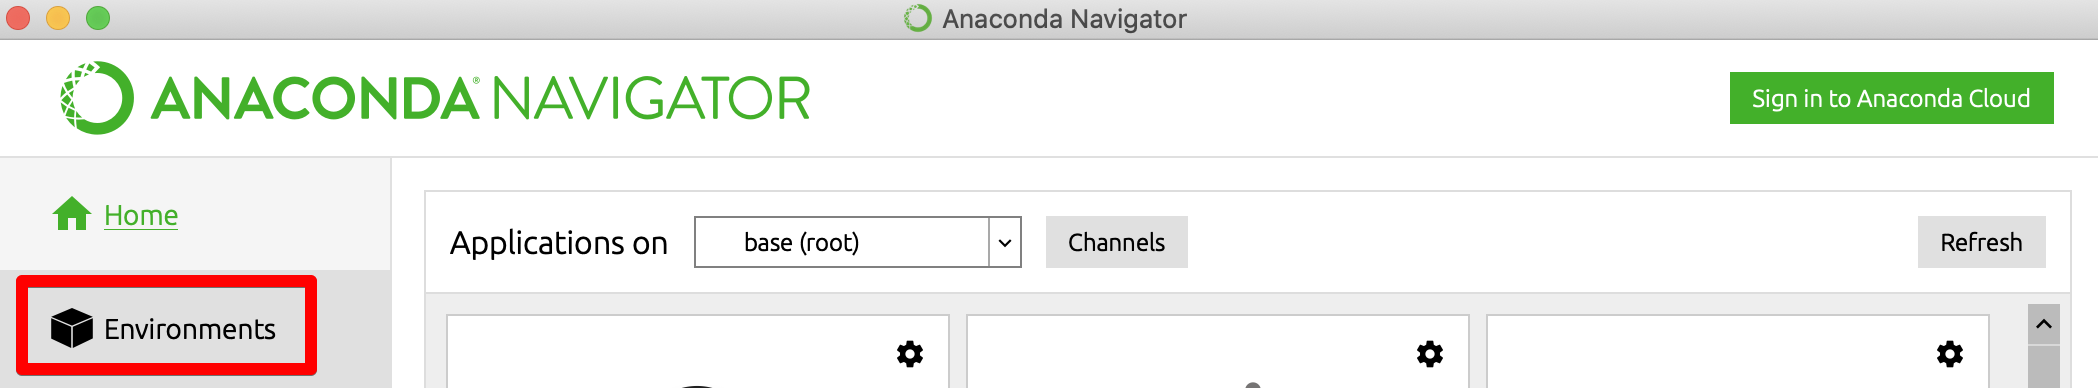 Anaconda Navigator
ANACONDA® NAVIGATOR
Sign in to Anaconda Cloud
Home
Applications on base (root) Channels Refresh
Environments